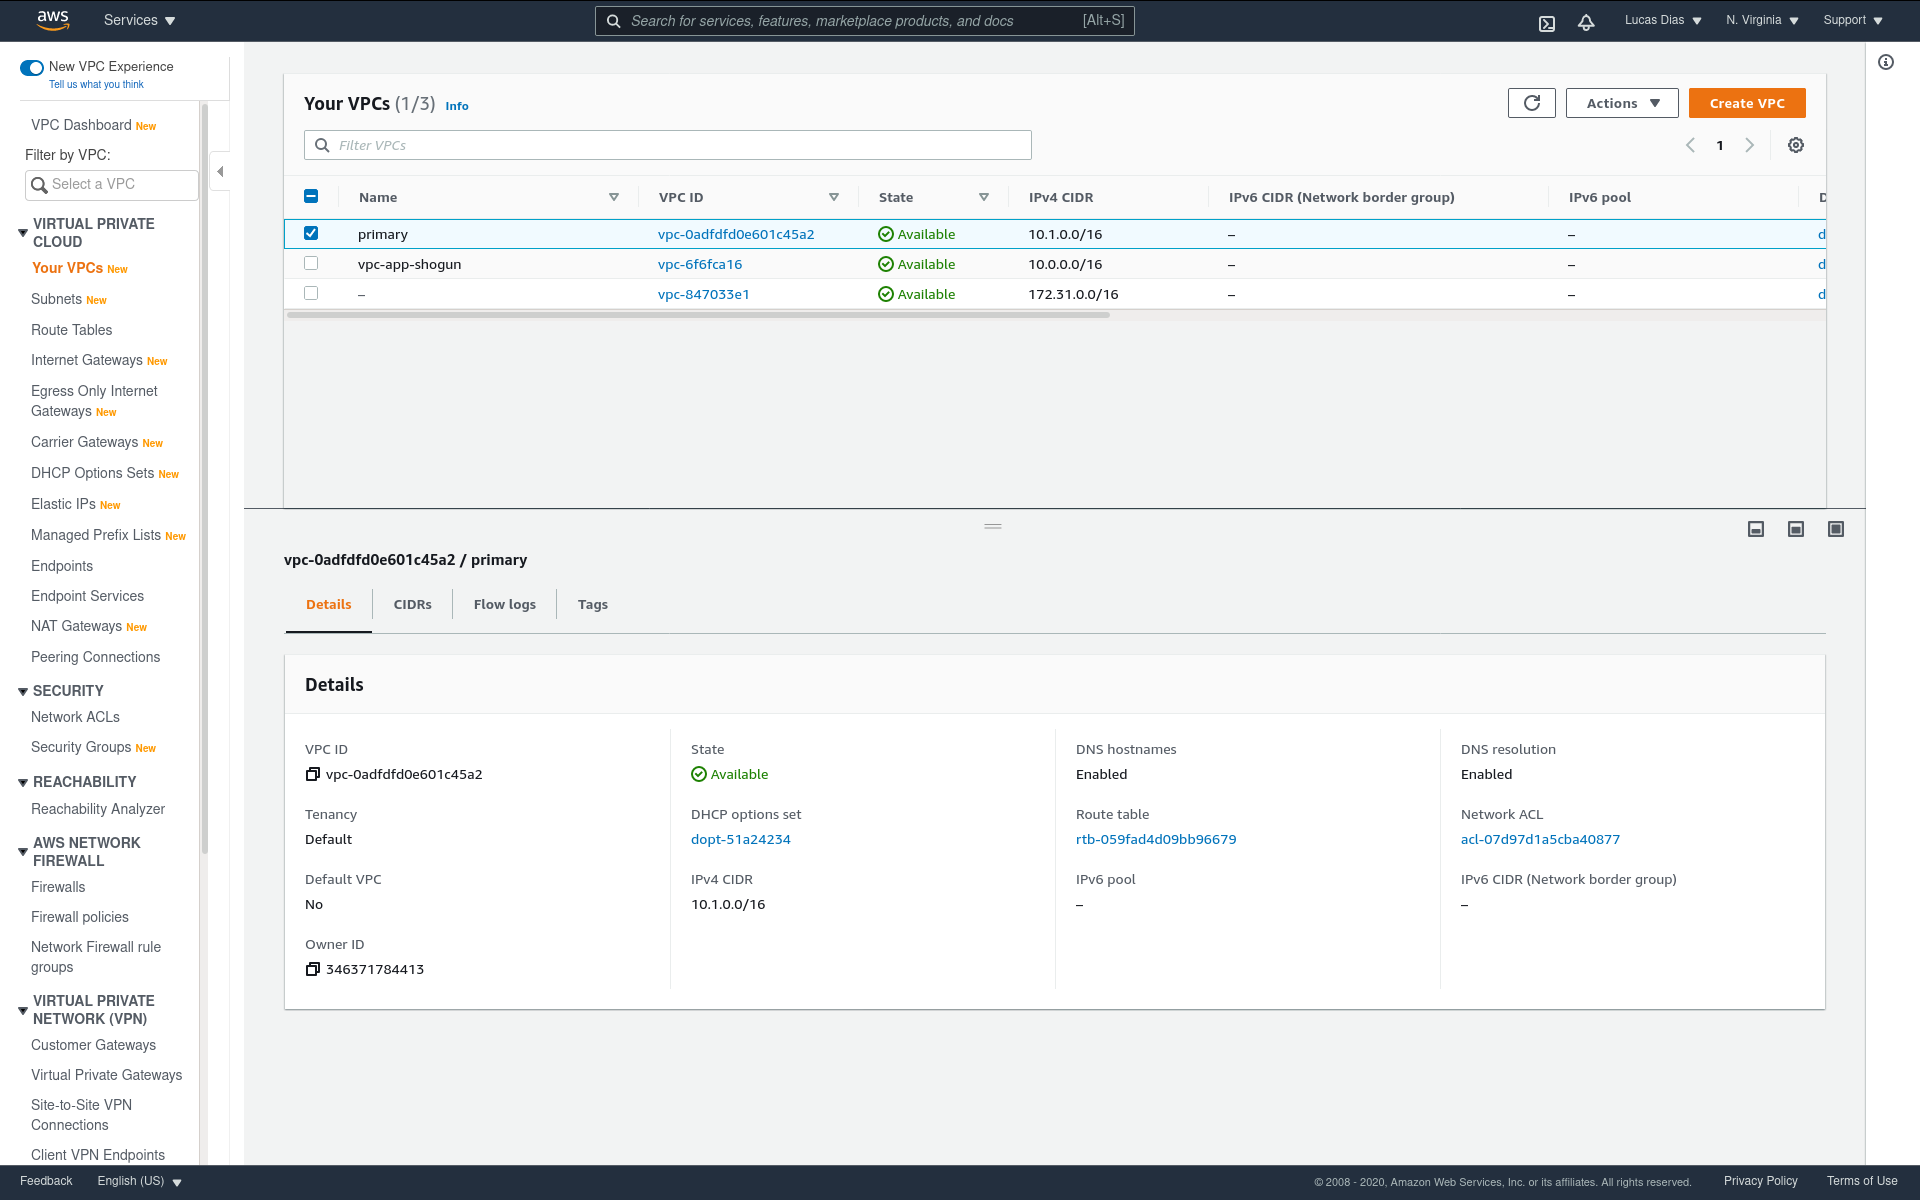 aws Services Search for services, features, marketplace products, and docs [Alt+S] Lucas Dias N. Virginia Support
New VPC Experience
Tell us what you think
VPC Dashboard New
Filter by VPC:
Select a VPC
VIRTUAL PRIVATE
CLOUD
Your VPCs New
Subnets New
Route Tables
Internet Gateways New
Egress Only Internet
Gateways New
Carrier Gateways New
DHCP Options Sets New
Elastic IPs New
Managed Prefix Lists New
Endpoints
Endpoint Services
NAT Gateways New
Peering Connections
SECURITY
Network ACLs
Security Groups New
REACHABILITY
Reachability Analyzer
AWS NETWORK
FIREWALL
Firewalls
Firewall policies
Network Firewall rule
groups
VIRTUAL PRIVATE
NETWORK (VPN)
Customer Gateways
Virtual Private Gateways
Site-to-Site VPN
Connections
Client VPN Endpoints
Your VPCs (1/3) Info Actions Create VPC
Filter VPCs 1
Name VPC ID State IPv4 CIDR IPv6 CIDR (Network border group) IPv6 pool D
primary vpc-0adfdfd0e601c45a2 Available 10.1.0.0/16 – – d
vpc-app-shogun vpc-6f6fca16 Available 10.0.0.0/16 – – d
– vpc-847033e1 Available 172.31.0.0/16 – – d
vpc-0adfdfd0e601c45a2 / primary
Details CIDRs Flow logs Tags
Details
VPC ID State DNS hostnames DNS resolution
vpc-0adfdfd0e601c45a2 Available Enabled Enabled
Tenancy DHCP options set Route table Network ACL
Default dopt-51a24234 rtb-059fad4d09bb96679 acl-07d97d1a5cba40877
Default VPC IPv4 CIDR IPv6 pool IPv6 CIDR (Network border group)
No 10.1.0.0/16 – –
Owner ID
346371784413
Feedback English (US) © 2008 - 2020, Amazon Web Services, Inc. or its affiliates. All rights reserved. Privacy Policy Terms of Use